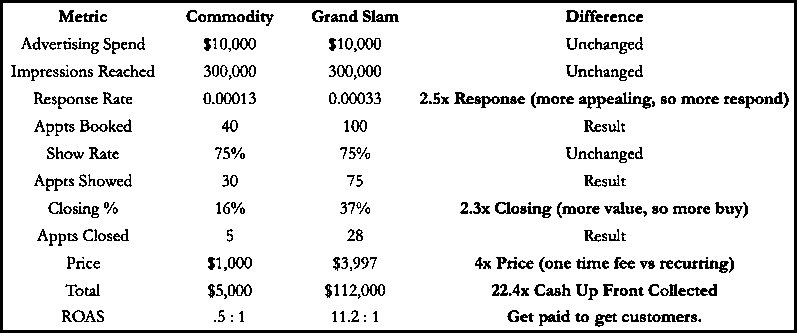 Metric Commodity Grand Slam Difference
Advertising Spend $10,000 $10,000 Unchanged
Impressions Reached 300,000 300,000 Unchanged
Response Rate 0.00013 0.00033 2.5x Response (more appealing, so more respond)
Appts Booked 40 100 Result
Show Rate 75% 75% Unchanged
Appts Showed 30 75 Result
Closing % 16% 37% 2.3x Closing (more value, so more buy)
Appts Closed 5 28 Result
Price $1,000 $3,997 4x Price (one time fee vs recurring)
Total $5,000 $112,000 22.4x Cash Up Front Collected
ROAS .5 : 1 11.2 : 1 Get paid to get customers.